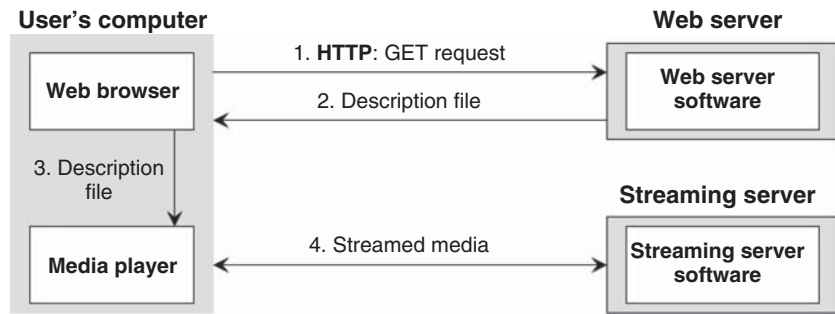 User's computer
Web server
1. HTTP: GET request
Web browser
Web server
software
2. Description file
3. Description
file
Streaming server
4. Streamed media
Media player
Streaming server
software